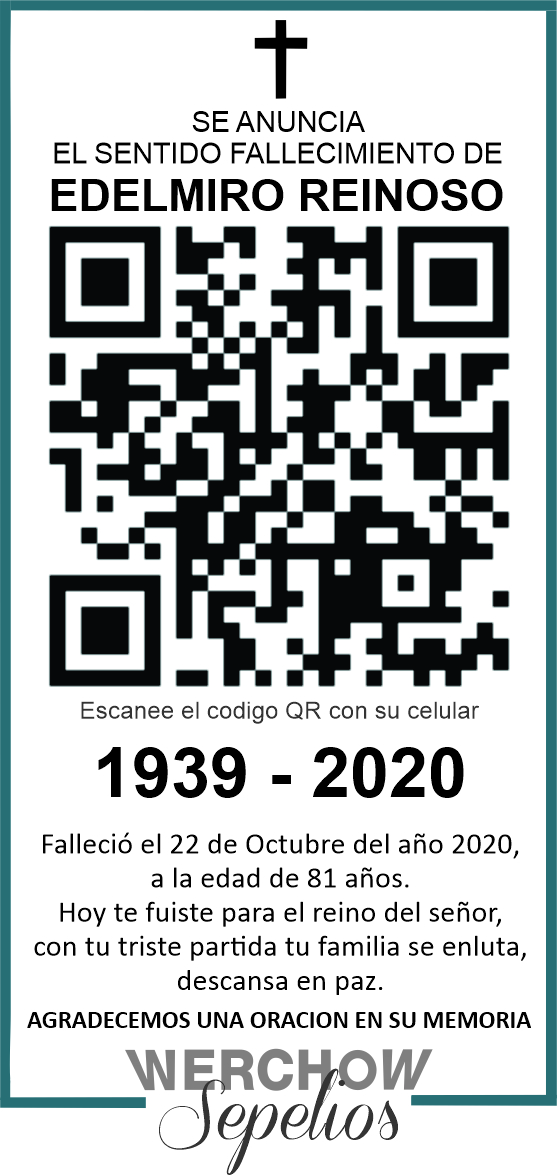 SE ANUNCIA
EL SENTIDO FALLECIMIENTO DE
EDELMIRO REINOSO
Escanee el codigo QR con su celular
1939 - 2020
Falleció el 22 de Octubre del año 2020,
a la edad de 81 años.
Hoy te fuiste para el reino del señor,
con tu triste partida tu familia se enluta,
descansa en paz.
AGRADECEMOS UNA ORACION EN SU MEMORIA
WERCHOW
Sepelios